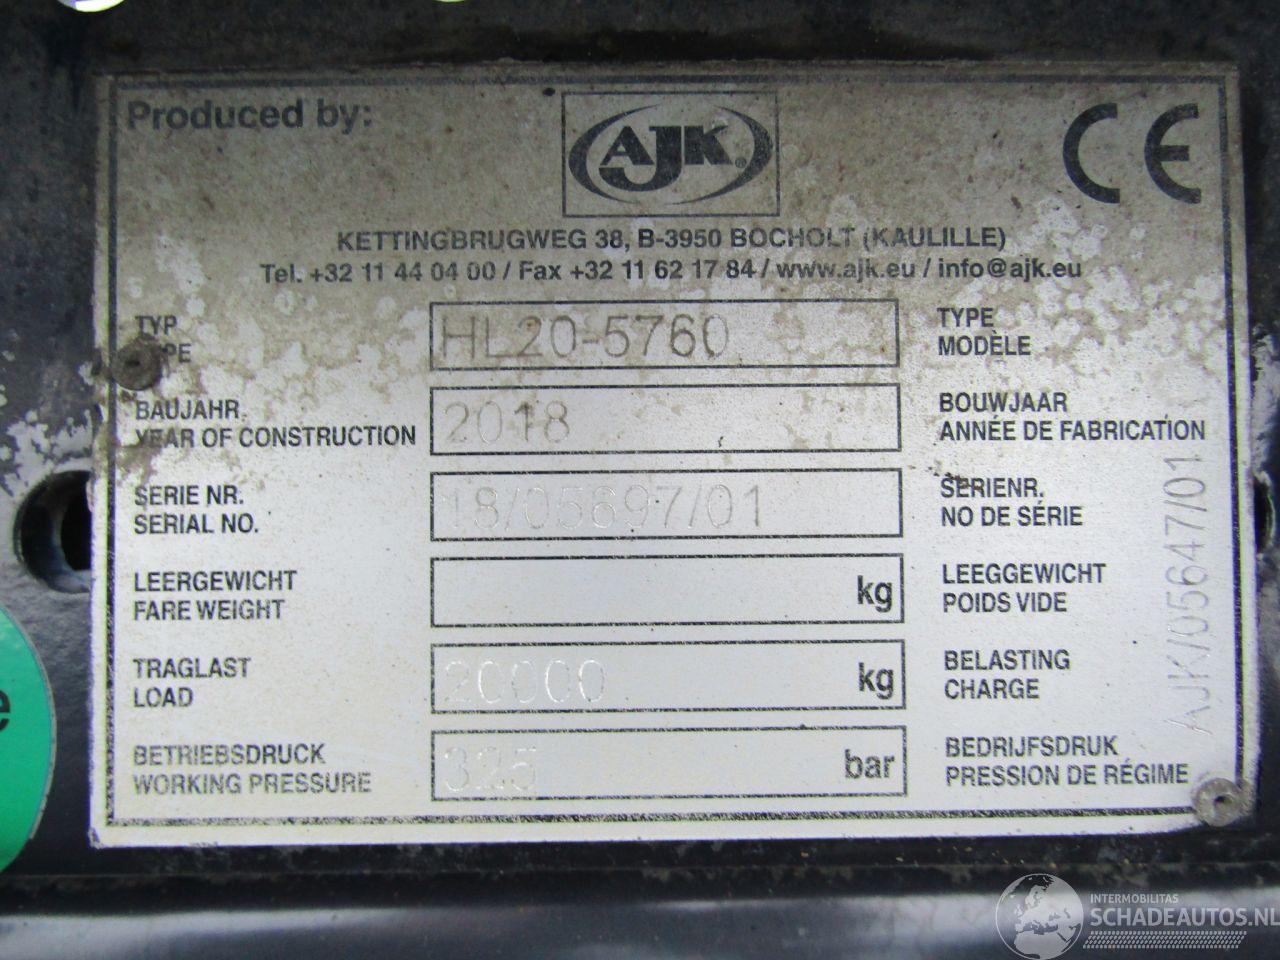 Produced by:
AJK®
CE
KETTINGBRUGWEG 38, B-3950 BOCHOLT (KAULILLE)
Tel. +32 11 44 04 00 / Fax +32 11 62 17 84 / www.ajk.eu / info@ajk.eu
TYP HL20-5760 TYPE
MODÈLE
BAUJAHR 2018 BOUWJAAR
YEAR OF CONSTRUCTION ANNÉE DE FABRICATION
SERIE NR. 18/05697/01 SERIENR.
SERIAL NO. NO DE SÉRIE
LEERGEWICHT kg LEEGGEWICHT
FARE WEIGHT POIDS VIDE
TRAGLAST 20000 kg BELASTING
LOAD CHARGE
BETRIEBSDRUCK 325 bar BEDRIJFSDRUK
WORKING PRESSURE PRESSION DE RÉGIME
AJK/05647/01
INTERMOBILITAS
SCHADEAUTOS.NL